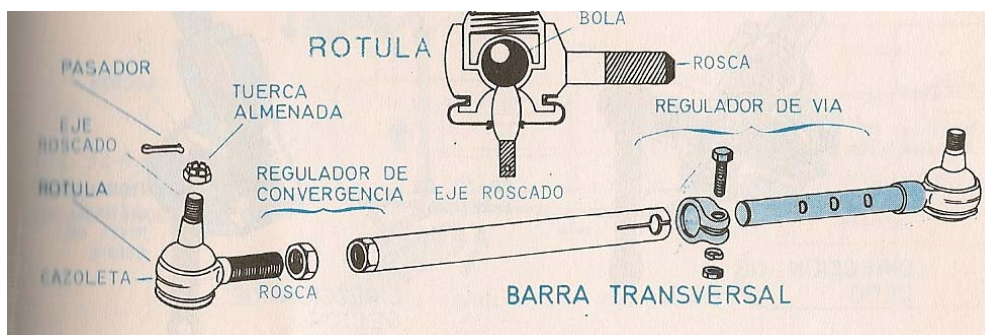 BOLA
ROTULA
ROSCA
PASADOR
TUERCA
ALMENADA
REGULADOR DE VIA
EJE
ROSCADO
REGULADOR DE
CONVERGENCIA
EJE ROSCADO
ROTULA
CAZOLETA
ROSCA
BARRA TRANSVERSAL